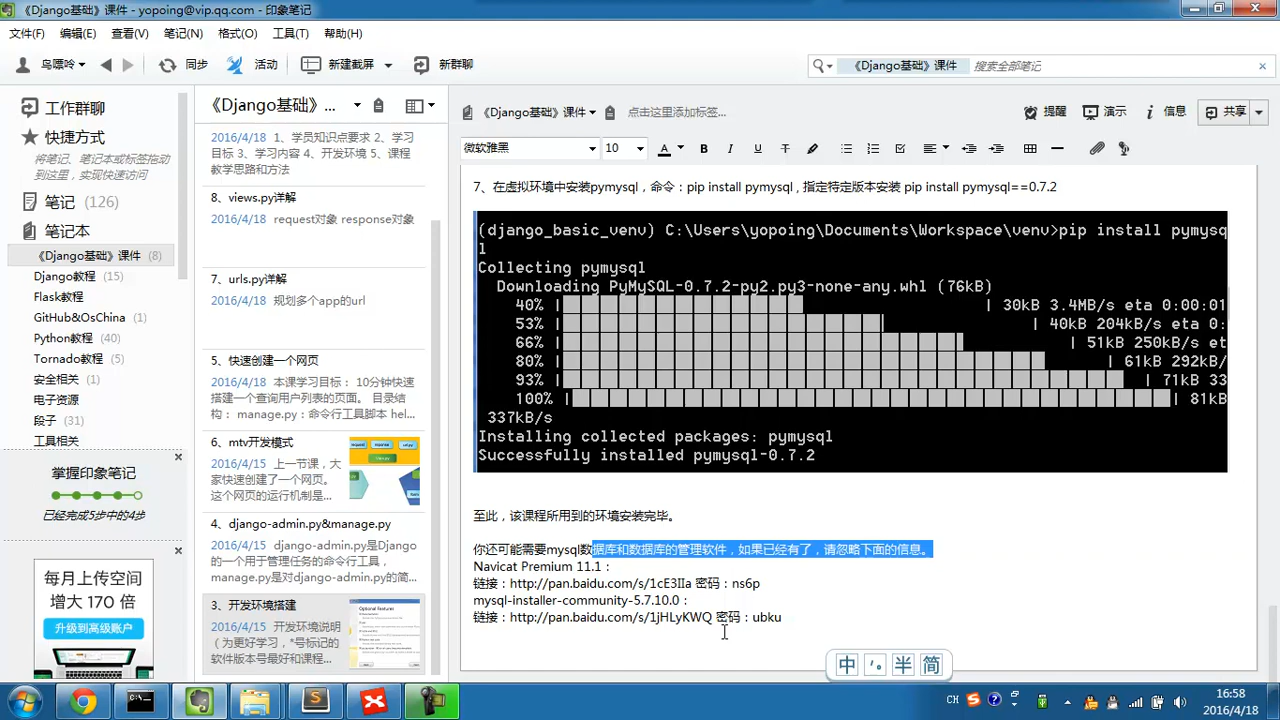 《Django基础》课件 - yopoing@vip.qq.com - 印象笔记
文件(F) 编辑(E) 查看(V) 笔记(N) 格式(O) 工具(T) 帮助(H)
鸟嘌呤 同步 活动 新建截屏 新群聊 《Django基础》课件 搜索全部笔记
工作群聊
快捷方式
将笔记、笔记本或标签拖动
到这里，实现快速访问
笔记 (126)
笔记本
《Django基础》课件 (8)
Django教程 (15)
Flask教程
GitHub&OsChina (1)
Python教程 (40)
Tornado教程 (5)
安全相关 (1)
电子资源
段子 (31)
工具相关
掌握印象笔记
已经完成5步中的4步
每月上传空间
增大 170 倍
升级到高级账户
《Django基础》...
2016/4/18 1、学员知识点要求 2、学习
目标 3、学习内容 4、开发环境 5、课程
教学思路和方法
8、views.py详解
2016/4/18 request对象 response对象
7、urls.py详解
2016/4/18 规划多个app的url
5、快速创建一个网页
2016/4/18 本课学习目标： 10分钟快速
搭建一个查询用户列表的页面。 目录结
构： manage.py：命令行工具脚本 hel...
6、mtv开发模式
2016/4/15 上一节课，大
家快速创建了一个网页。
这个网页的运行机制是...
4、django-admin.py&manage.py
2016/4/15 django-admin.py是Django
的一个用于管理任务的命令行工具，
manage.py是对django-admin.py的简...
3、开发环境搭建
2016/4/15 开发环境说明
（为更好学习，*号标记的
软件版本号最好和课程...
Optional Features
《Django基础》课件 点击这里添加标签... 提醒 演示 信息 共享
微软雅黑 10
7、在虚拟环境中安装pymysql，命令：pip install pymysql , 指定特定版本安装 pip install pymysql==0.7.2
(django_basic_venv) C:\Users\yopoing\Documents\Workspace\venv>pip install pymysq
l
Collecting pymysql
Downloading PyMySQL-0.7.2-py2.py3-none-any.whl (76kB)
40% | | 30kB 3.4MB/s eta 0:00:01
53% | | 40kB 204kB/s eta 0:
66% | | 51kB 250kB/s et
80% | | 61kB 292kB/
93% | | 71kB 33
100% | | 81kB
337kB/s
Installing collected packages: pymysql
Successfully installed pymysql-0.7.2
至此，该课程所用到的环境安装完毕。
你还可能需要mysql数据库和数据库的管理软件，如果已经有了，请忽略下面的信息。
Navicat Premium 11.1：
链接：http://pan.baidu.com/s/1cE3IIa 密码：ns6p
mysql-installer-community-5.7.10.0：
链接：http://pan.baidu.com/s/1jHLyKWQ 密码：ubku
中 半 简
CH
16:58
2016/4/18